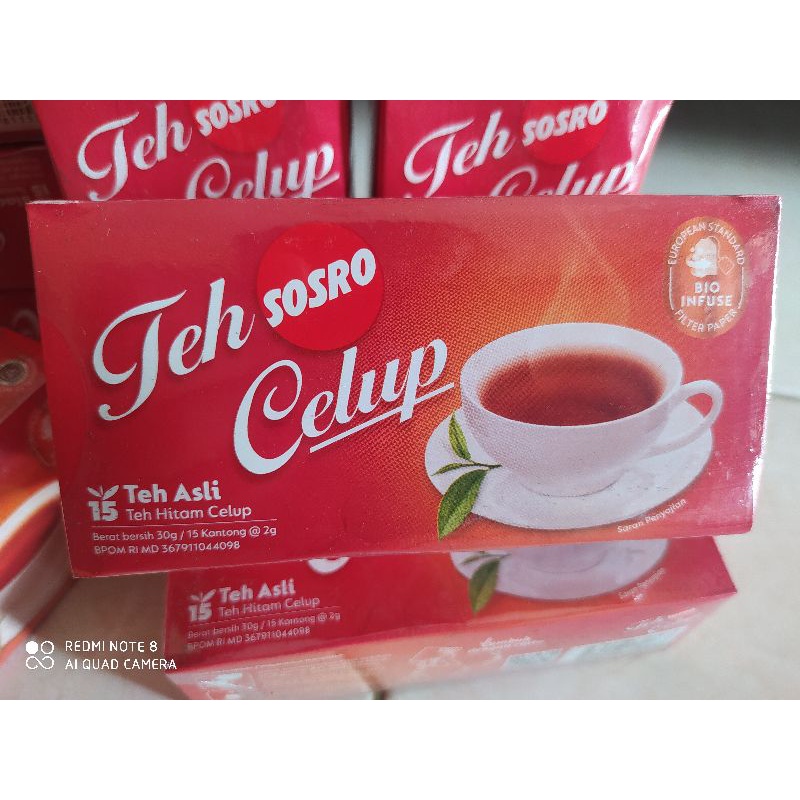 Teh SOSRO
Celup
Teh SOSRO
Celup
Teh SOSRO
Celup
EUROPEAN STANDARD
BIO
INFUSE
FILTER PAPER
15 Teh Asli
Teh Hitam Celup
Berat bersih 30g / 15 Kantong @ 2g
BPOM RI MD 367911044098
Saran Penyajian
15 Teh Asli
Teh Hitam Celup
Berat bersih 30g / 15 Kantong @ 2g
BPOM RI MD 367911044098
Saran Penyajian
REDMI NOTE 8
AI QUAD CAMERA